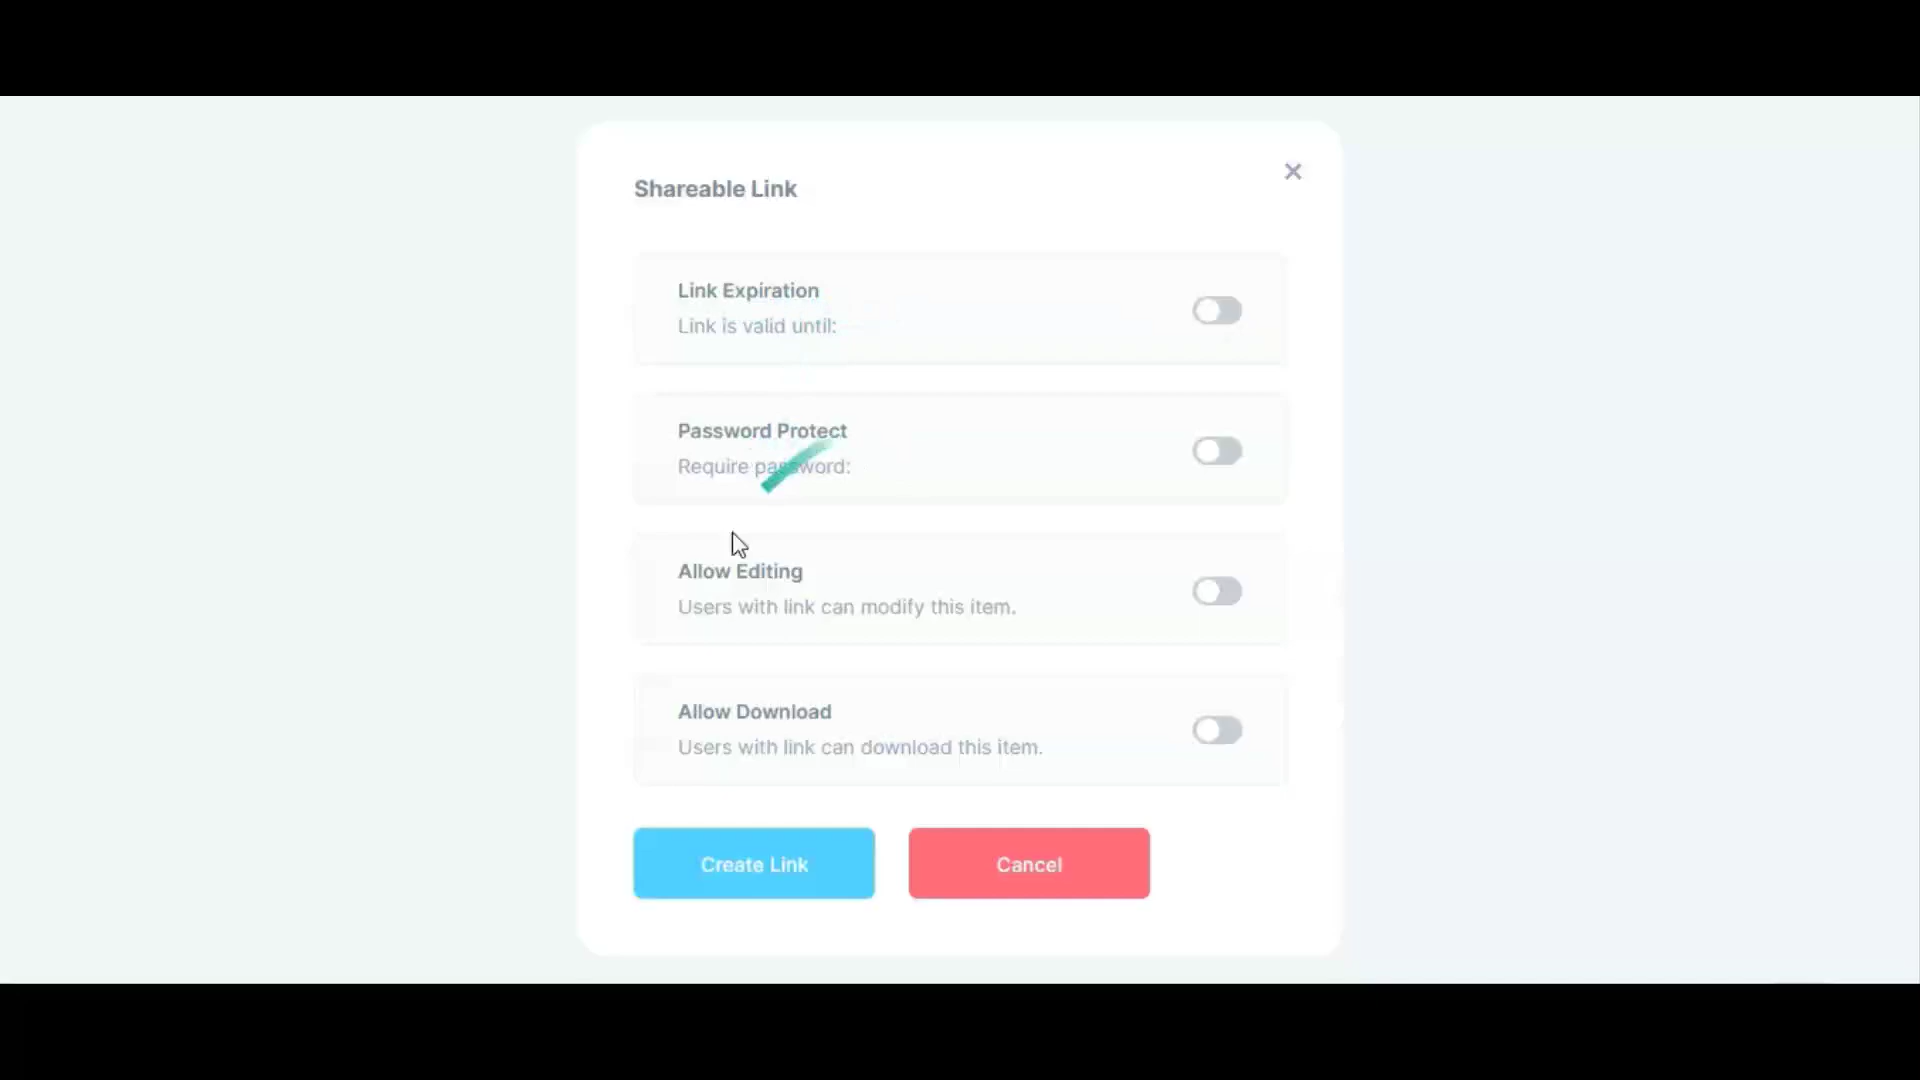 Shareable Link
Link Expiration
Link is valid until:
Password Protect
Require password:
Allow Editing
Users with link can modify this item.
Allow Download
Users with link can download this item.
Create Link
Cancel